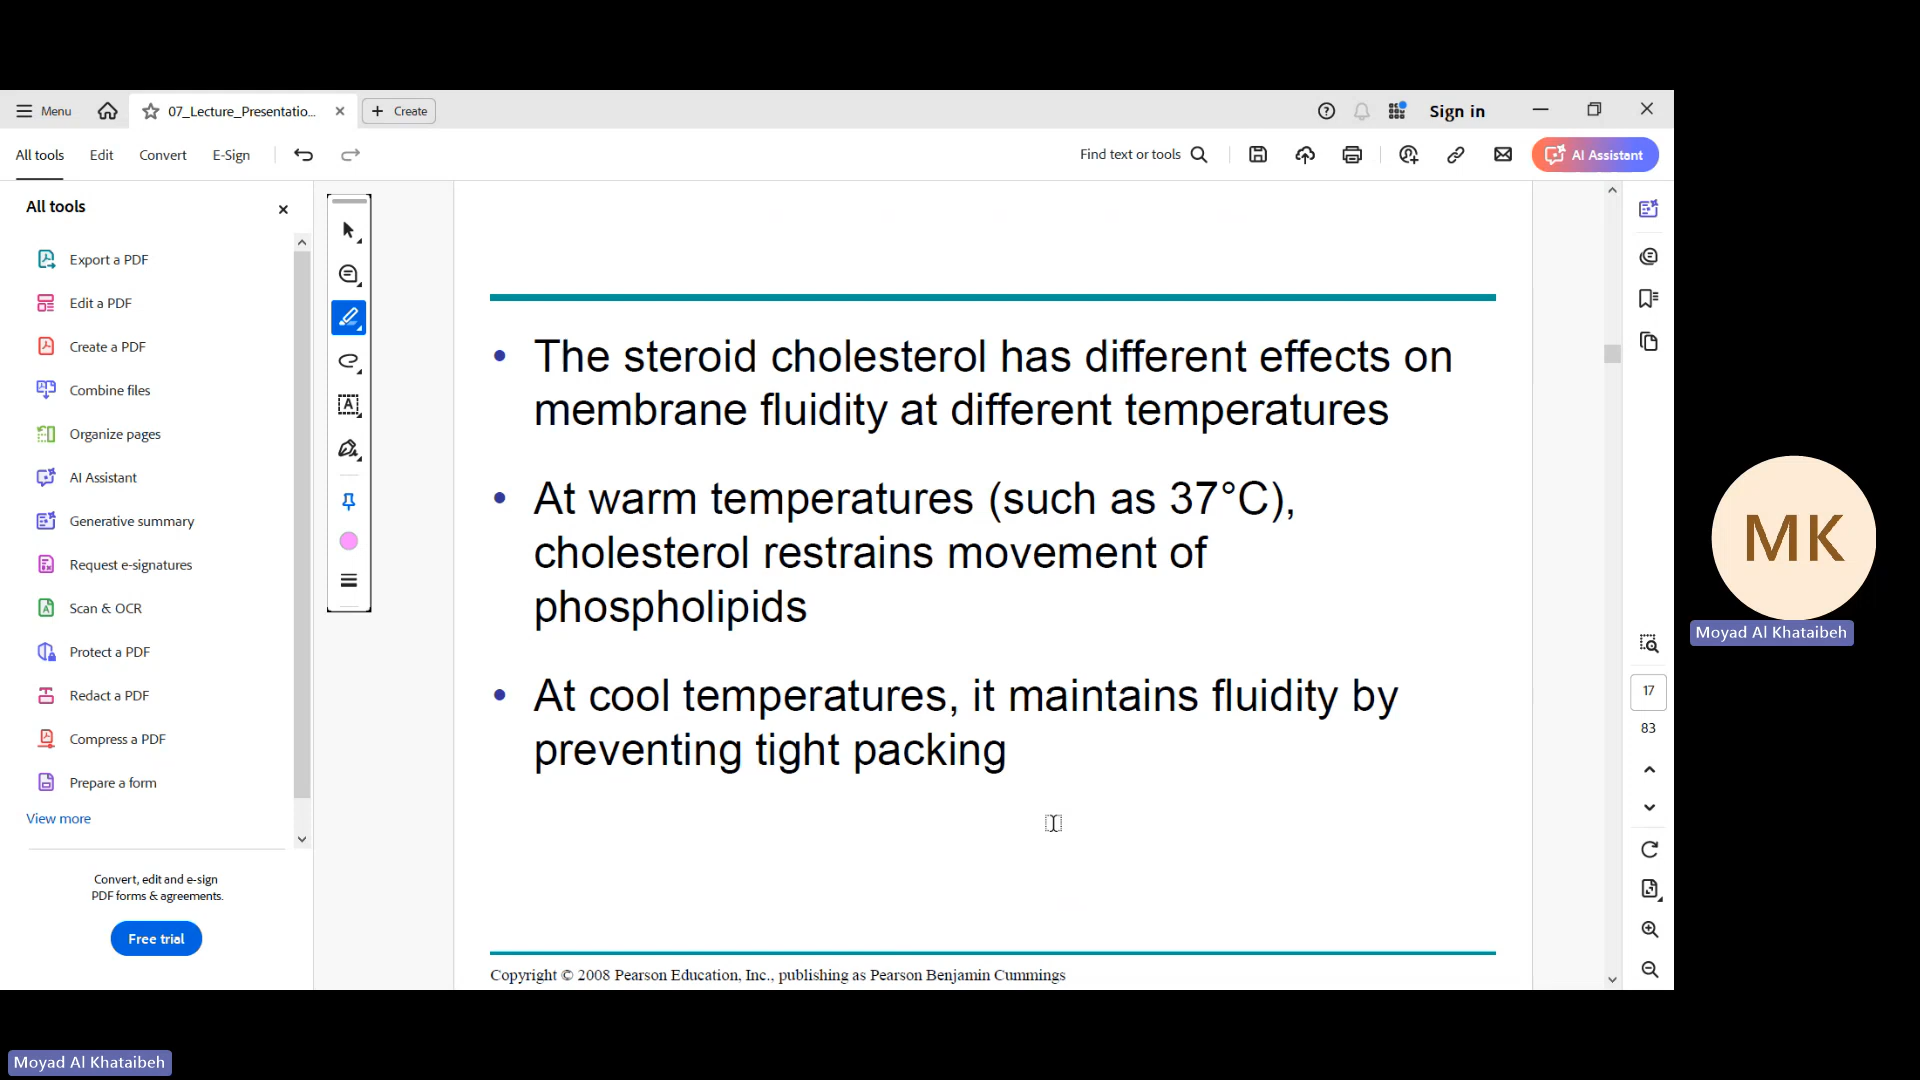 Menu
07_Lecture_Presentatio...
Create
Sign in
All tools
Edit
Convert
E-Sign
Find text or tools
AI Assistant
All tools
Export a PDF
Edit a PDF
Create a PDF
Combine files
Organize pages
AI Assistant
Generative summary
Request e-signatures
Scan & OCR
Protect a PDF
Redact a PDF
Compress a PDF
Prepare a form
View more
Convert, edit and e-sign
PDF forms & agreements.
Free trial
• The steroid cholesterol has different effects on
membrane fluidity at different temperatures
• At warm temperatures (such as 37°C),
cholesterol restrains movement of
phospholipids
• At cool temperatures, it maintains fluidity by
preventing tight packing
Copyright © 2008 Pearson Education, Inc., publishing as Pearson Benjamin Cummings
17
83
MK
Moyad Al Khataibeh
Moyad Al Khataibeh